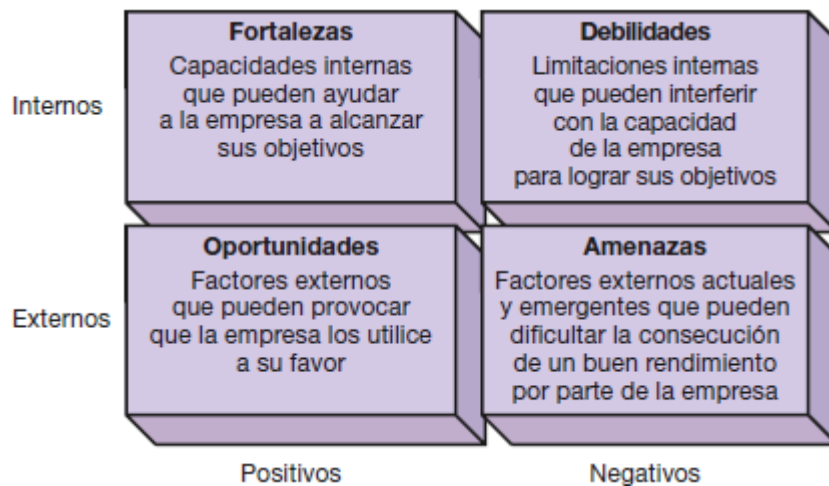 Fortalezas
Capacidades internas
que pueden ayudar
a la empresa a alcanzar
sus objetivos
Debilidades
Limitaciones internas
que pueden interferir
con la capacidad
de la empresa
para lograr sus objetivos
Internos
Oportunidades
Factores externos
que pueden provocar
que la empresa los utilice
a su favor
Amenazas
Factores externos actuales
y emergentes que pueden
dificultar la consecución
de un buen rendimiento
por parte de la empresa
Externos
Positivos
Negativos